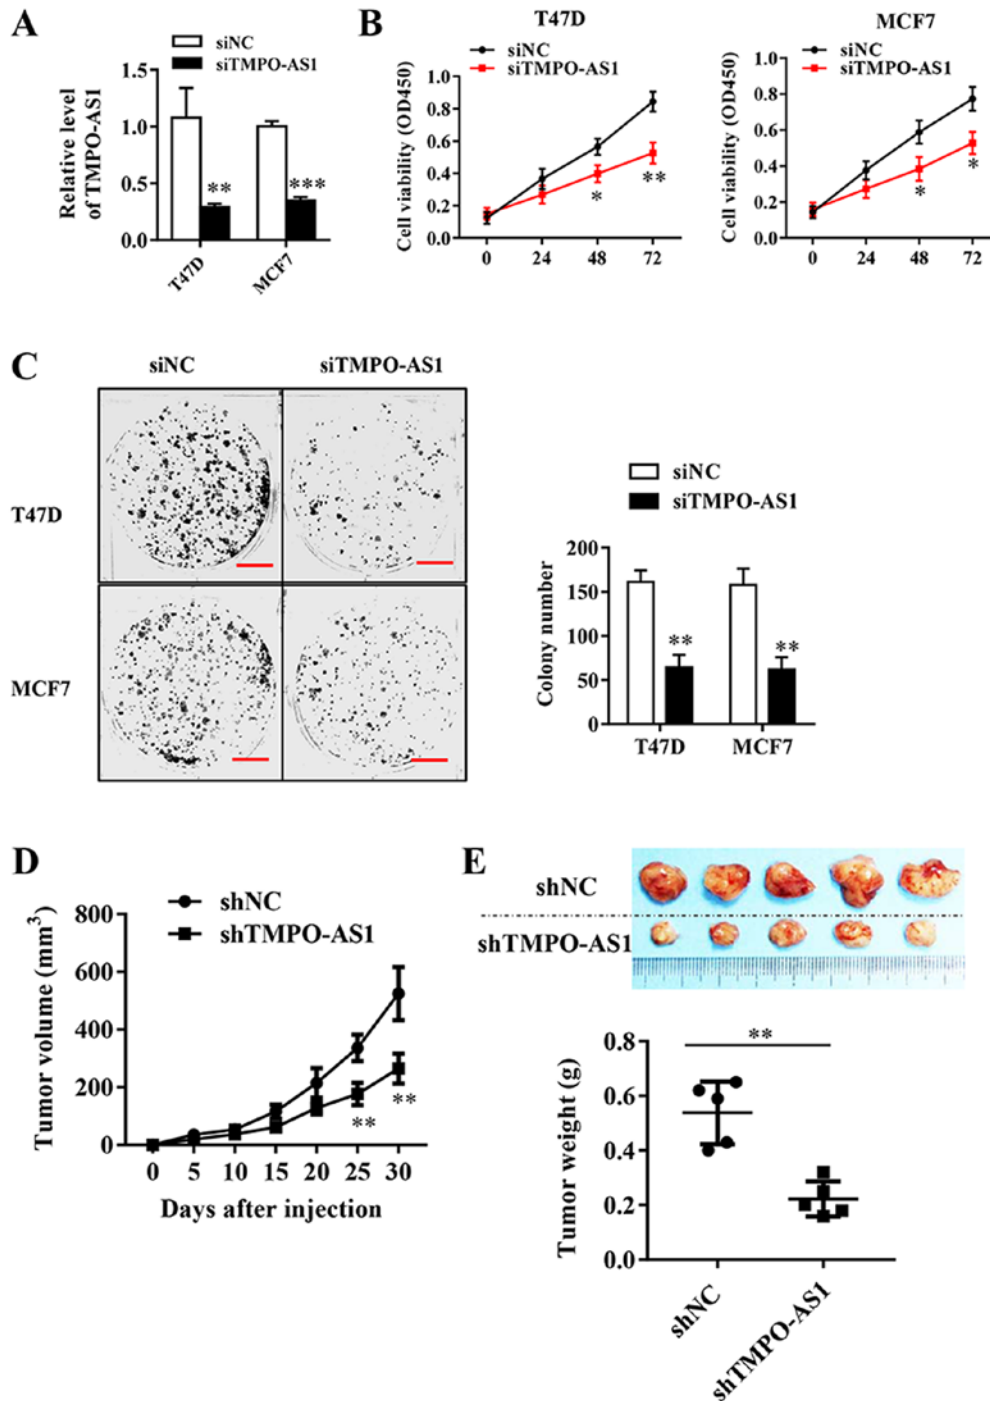 A
siNC
siTMPO-AS1
Relative level
of TMPO-AS1
1.5
1.0
0.5
0.0
**
***
T47D
MCF7
B
T47D
siNC
siTMPO-AS1
Cell viability (OD450)
1.0
0.8
0.6
0.4
0.2
0.0
*
**
0 24 48 72
MCF7
siNC
siTMPO-AS1
Cell viability (OD450)
1.0
0.8
0.6
0.4
0.2
0.0
*
*
0 24 48 72
C
siNC siTMPO-AS1
T47D
MCF7
siNC
siTMPO-AS1
Colony number
200
150
100
50
0
**
**
T47D MCF7
D
shNC
shTMPO-AS1
Tumor volume (mm³)
800
600
400
200
0
**
**
0 5 10 15 20 25 30
Days after injection
E
shNC
shTMPO-AS1
Tumor weight (g)
0.8
0.6
0.4
0.2
0.0
**
shNC
shTMPO-AS1